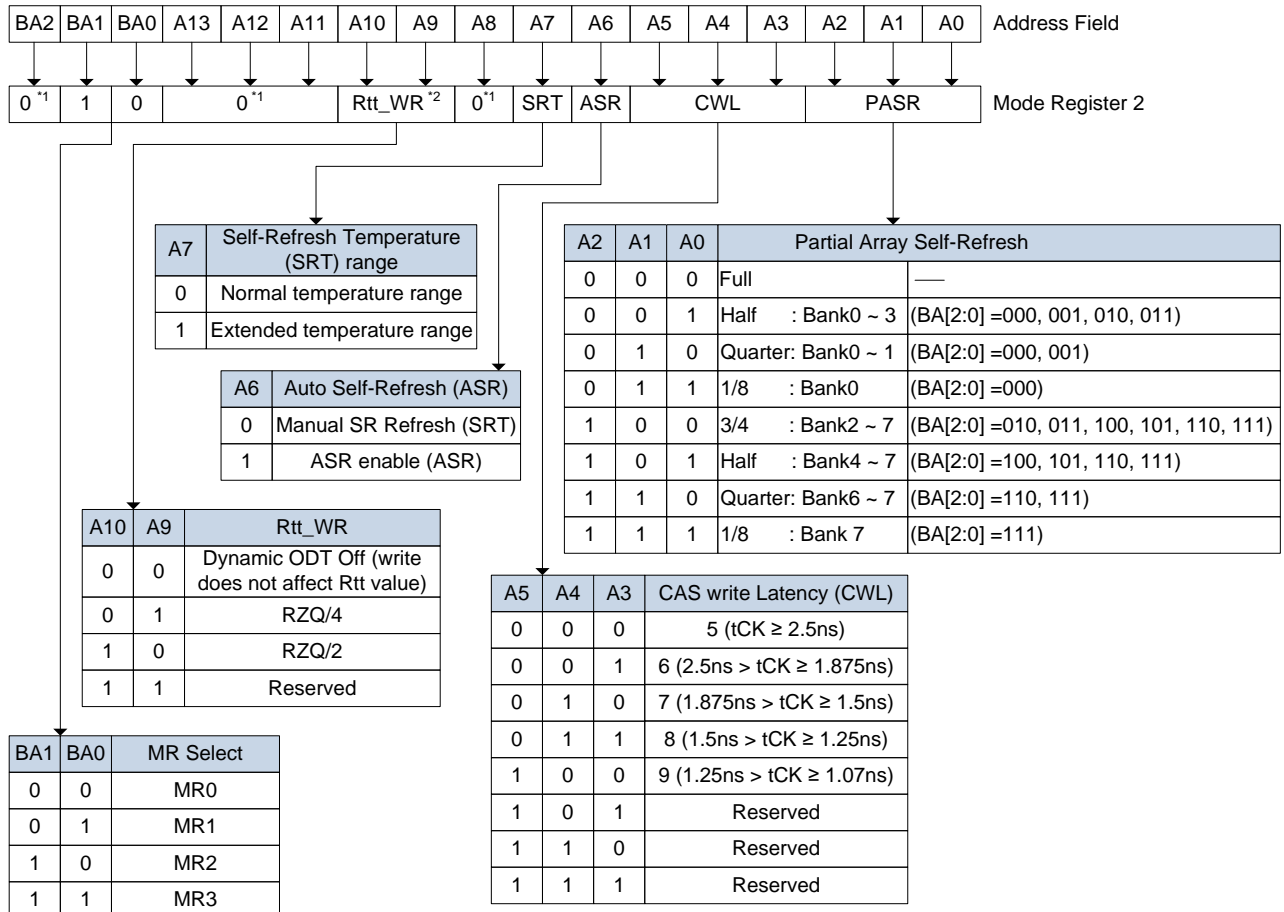 BA2 BA1 BA0 A13 A12 A11 A10 A9 A8 A7 A6 A5 A4 A3 A2 A1 A0 Address Field
0*1 1 0 0*1 Rtt_WR*2 0*1 SRT ASR CWL PASR Mode Register 2
A7 Self-Refresh Temperature (SRT) range
0 Normal temperature range
1 Extended temperature range
A6 Auto Self-Refresh (ASR)
0 Manual SR Refresh (SRT)
1 ASR enable (ASR)
A10 A9 Rtt_WR
0 0 Dynamic ODT Off (write does not affect Rtt value)
0 1 RZQ/4
1 0 RZQ/2
1 1 Reserved
BA1 BA0 MR Select
0 0 MR0
0 1 MR1
1 0 MR2
1 1 MR3
A2 A1 A0 Partial Array Self-Refresh
0 0 0 Full —
0 0 1 Half : Bank0 ~ 3 (BA[2:0] =000, 001, 010, 011)
0 1 0 Quarter: Bank0 ~ 1 (BA[2:0] =000, 001)
0 1 1 1/8 : Bank0 (BA[2:0] =000)
1 0 0 3/4 : Bank2 ~ 7 (BA[2:0] =010, 011, 100, 101, 110, 111)
1 0 1 Half : Bank4 ~ 7 (BA[2:0] =100, 101, 110, 111)
1 1 0 Quarter: Bank6 ~ 7 (BA[2:0] =110, 111)
1 1 1 1/8 : Bank 7 (BA[2:0] =111)
A5 A4 A3 CAS write Latency (CWL)
0 0 0 5 (tCK ≥ 2.5ns)
0 0 1 6 (2.5ns > tCK ≥ 1.875ns)
0 1 0 7 (1.875ns > tCK ≥ 1.5ns)
0 1 1 8 (1.5ns > tCK ≥ 1.25ns)
1 0 0 9 (1.25ns > tCK ≥ 1.07ns)
1 0 1 Reserved
1 1 0 Reserved
1 1 1 Reserved